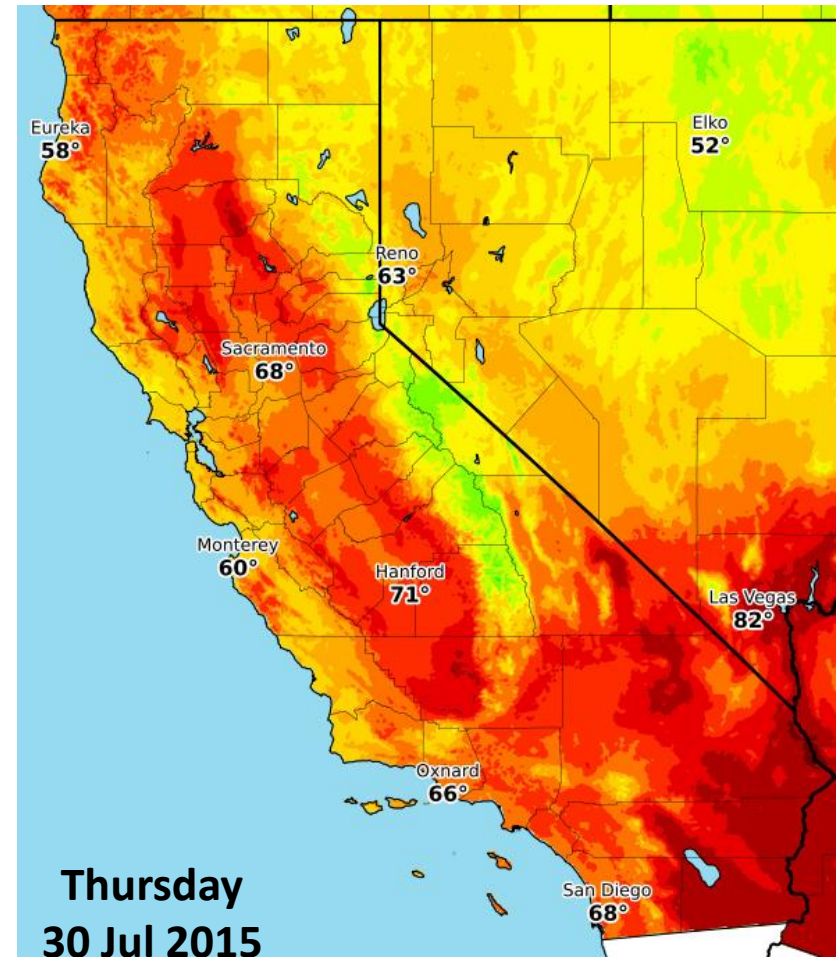 Eureka
58°
Elko
52°
Reno
63°
Sacramento
68°
Monterey
60°
Hanford
71°
Las Vegas
82°
Oxnard
66°
San Diego
68°
Thursday
30 Jul 2015